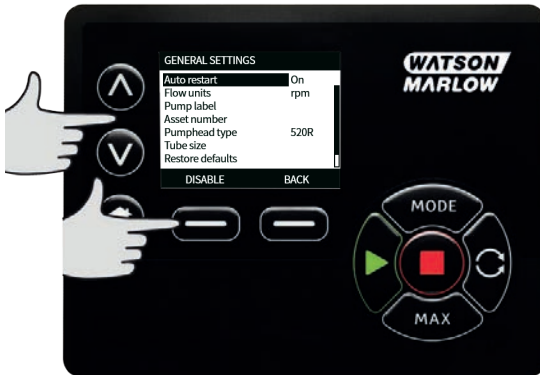 GENERAL SETTINGS
Auto restart On
Flow units rpm
Pump label
Asset number
Pumphead type 520R
Tube size
Restore defaults
DISABLE BACK
WATSON
MARLOW
MODE
MAX